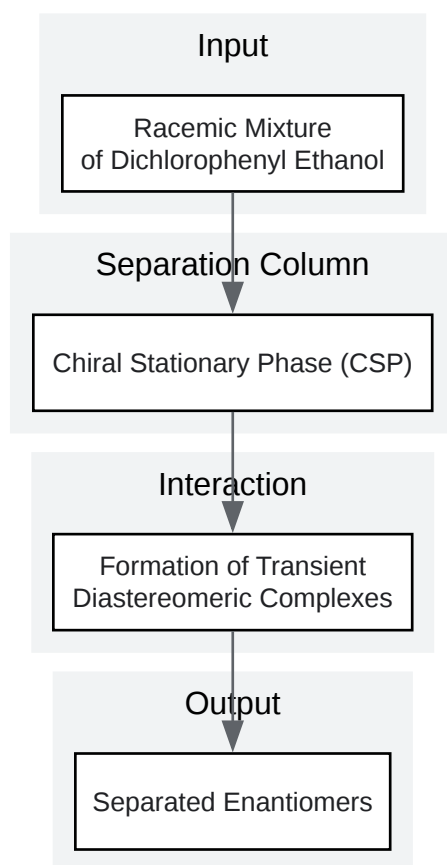 Input
Racemic Mixture
of Dichlorophenyl Ethanol
Separation Column
Chiral Stationary Phase (CSP)
Interaction
Formation of Transient
Diastereomeric Complexes
Output
Separated Enantiomers